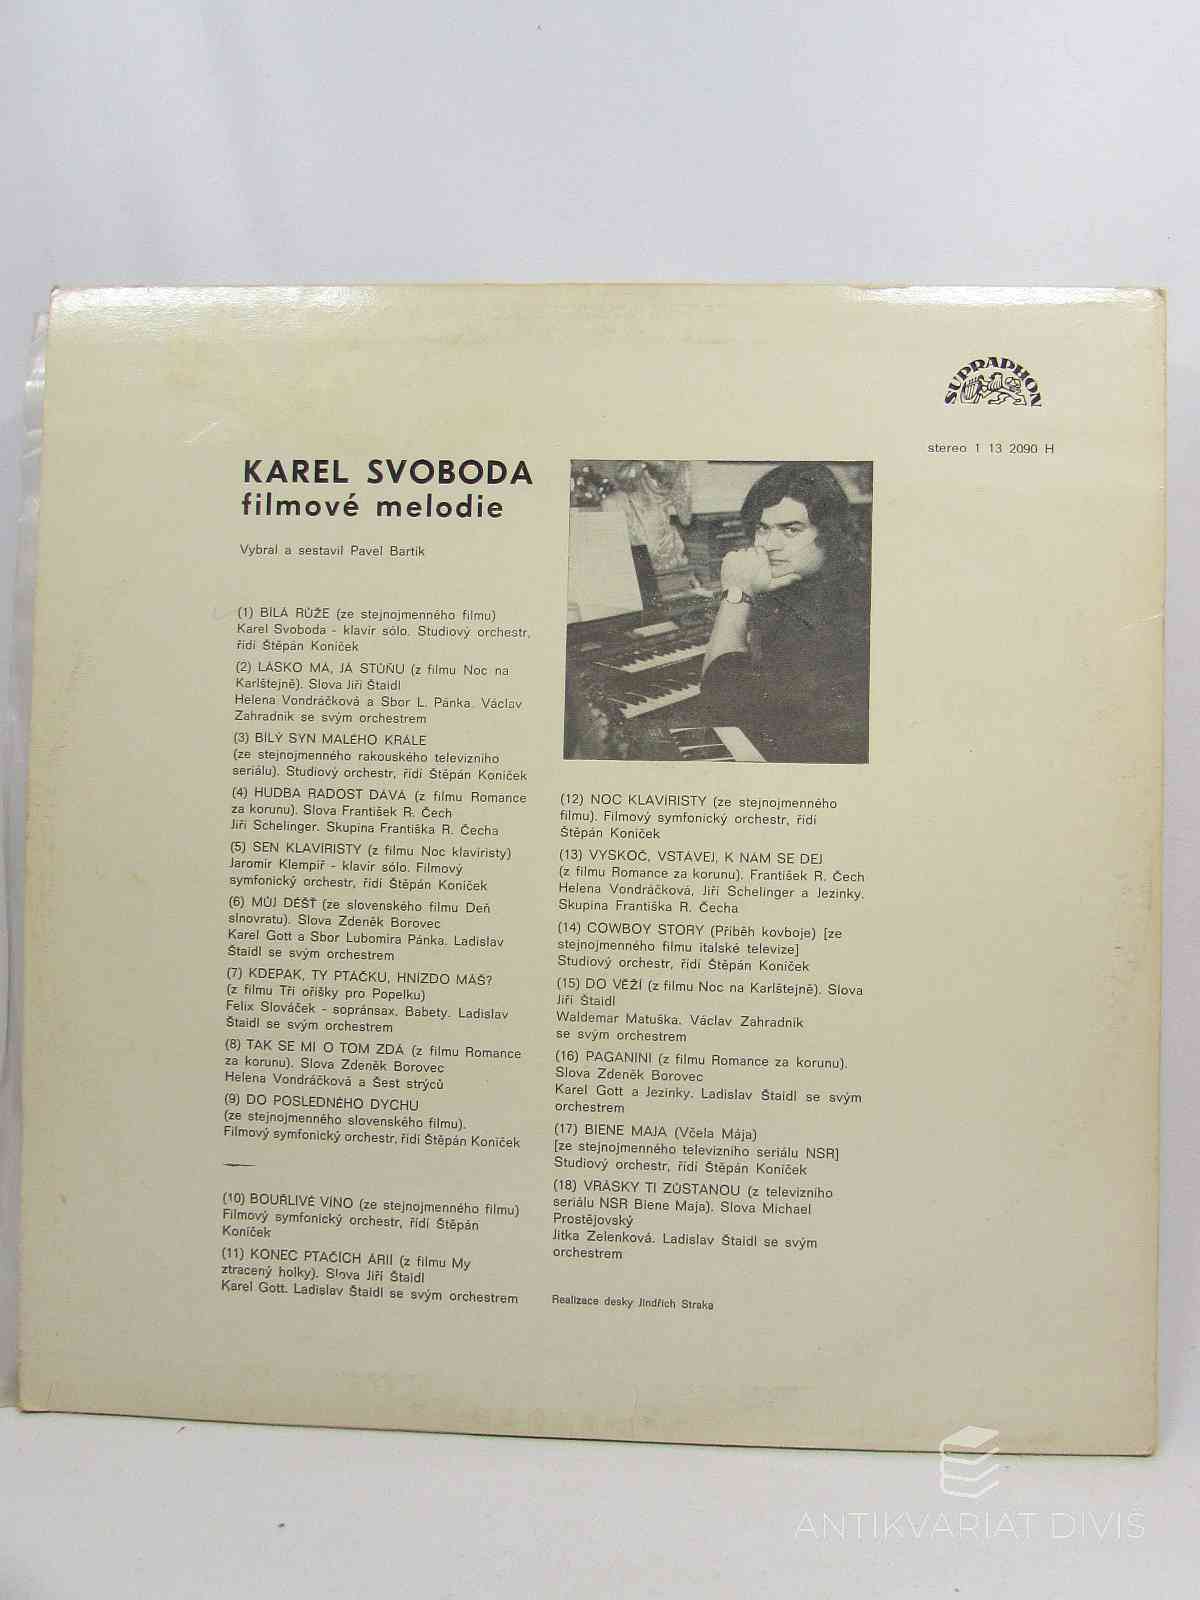 SUPRAPHON
stereo 1 13 2090 H
KAREL SVOBODA
filmové melodie
Vybral a sestavil Pavel Bartík
(1) BÍLÁ RŮŽE (ze stejnojmenného filmu)
Karel Svoboda - klavír sólo. Studiový orchestr,
řídí Štěpán Koníček
(2) LÁSKO MÁ, JÁ STŮŇU (z filmu Noc na
Karlštejně). Slova Jiří Štaidl
Helena Vondráčková a Sbor L. Pánka. Václav
Zahradník se svým orchestrem
(3) BÍLÝ SYN MALÉHO KRÁLE
(ze stejnojmenného rakouského televizního
seriálu). Studiový orchestr, řídí Štěpán Koníček
(4) HUDBA RADOST DÁVÁ (z filmu Romance
za korunu). Slova František R. Čech
Jiří Schelinger. Skupina Františka R. Čecha
(5) SEN KLAVÍRISTY (z filmu Noc klavíristy)
Jaromír Klempíř - klavír sólo. Filmový
symfonický orchestr, řídí Štěpán Koníček
(6) MŮJ DÉŠŤ (ze slovenského filmu Deň
slnovratu). Slova Zdeněk Borovec
Karel Gott a Sbor Lubomíra Pánka. Ladislav
Štaidl se svým orchestrem
(7) KDEPAK, TY PTÁČKU, HNÍZDO MÁŠ?
(z filmu Tři oříšky pro Popelku)
Felix Slováček - sopránsax. Babety. Ladislav
Štaidl se svým orchestrem
(8) TAK SE MI O TOM ZDÁ (z filmu Romance
za korunu). Slova Zdeněk Borovec
Helena Vondráčková a Šest strýců
(9) DO POSLEDNÉHO DYCHU
(ze stejnojmenného slovenského filmu).
Filmový symfonický orchestr, řídí Štěpán Koníček
(10) BOUŘLIVÉ VÍNO (ze stejnojmenného filmu)
Filmový symfonický orchestr, řídí Štěpán
Koníček
(11) KONEC PTAČÍCH ÁRIÍ (z filmu My
ztracený holky). Slova Jiří Štaidl
Karel Gott. Ladislav Štaidl se svým orchestrem
(12) NOC KLAVÍRISTY (ze stejnojmenného
filmu). Filmový symfonický orchestr, řídí
Štěpán Koníček
(13) VYSKOČ, VSTÁVEJ, K NÁM SE DEJ
(z filmu Romance za korunu). František R. Čech
Helena Vondráčková, Jiří Schelinger a Jezinky.
Skupina Františka R. Čecha
(14) COWBOY STORY (Příběh kovboje) [ze
stejnojmenného filmu italské televize]
Studiový orchestr, řídí Štěpán Koníček
(15) DO VĚŽÍ (z filmu Noc na Karlštejně). Slova
Jiří Štaidl
Waldemar Matuška. Václav Zahradník
se svým orchestrem
(16) PAGANINI (z filmu Romance za korunu).
Slova Zdeněk Borovec
Karel Gott a Jezinky. Ladislav Štaidl se svým
orchestrem
(17) BIENE MAJA (Včela Mája)
[ze stejnojmenného televizního seriálu NSR]
Studiový orchestr, řídí Štěpán Koníček
(18) VRÁSKY TI ZŮSTANOU (z televizního
seriálu NSR Biene Maja). Slova Michael
Prostějovský
Jitka Zelenková. Ladislav Štaidl se svým
orchestrem
Realizace desky Jindřich Straka
ANTIKVARIAT DIVIŠ